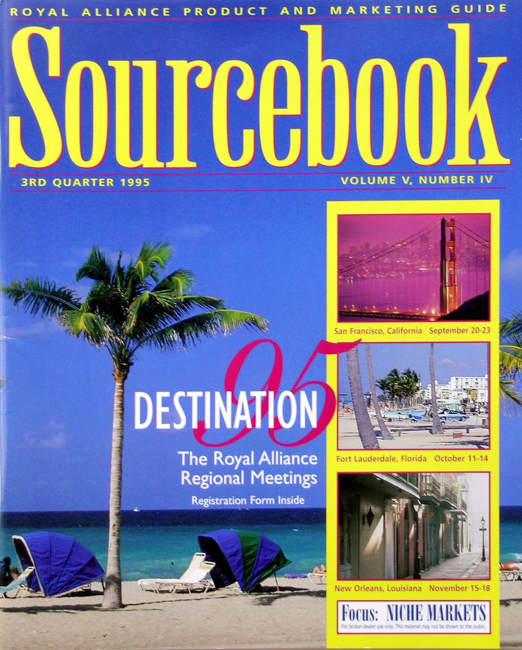 ROYAL ALLIANCE PRODUCT AND MARKETING GUIDE
Sourcebook
3RD QUARTER 1995 VOLUME V, NUMBER IV
San Francisco, California September 20-23
95
DESTINATION
The Royal Alliance
Regional Meetings
Registration Form Inside
Fort Lauderdale, Florida October 11-14
New Orleans, Louisiana November 15-18
Focus: NICHE MARKETS
For broker-dealer use only. This material may not be shown to the public.